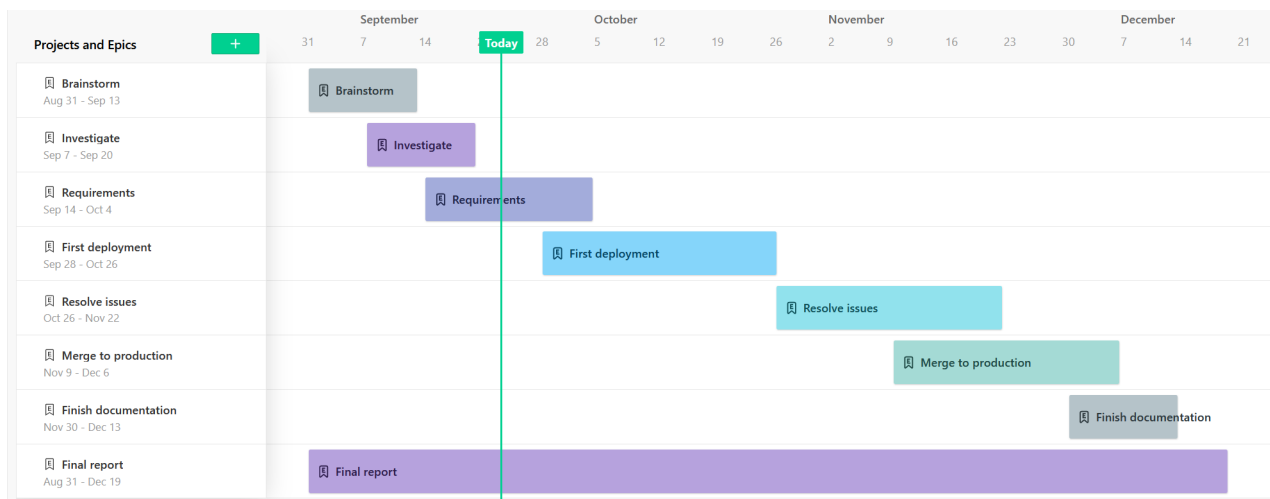 September October November December
Projects and Epics + 31 7 14 Today 28 5 12 19 26 2 9 16 23 30 7 14 21
Brainstorm
Aug 31 - Sep 13
Brainstorm
Investigate
Sep 7 - Sep 20
Investigate
Requirements
Sep 14 - Oct 4
Requirements
First deployment
Sep 28 - Oct 26
First deployment
Resolve issues
Oct 26 - Nov 22
Resolve issues
Merge to production
Nov 9 - Dec 6
Merge to production
Finish documentation
Nov 30 - Dec 13
Finish documentation
Final report
Aug 31 - Dec 19
Final report